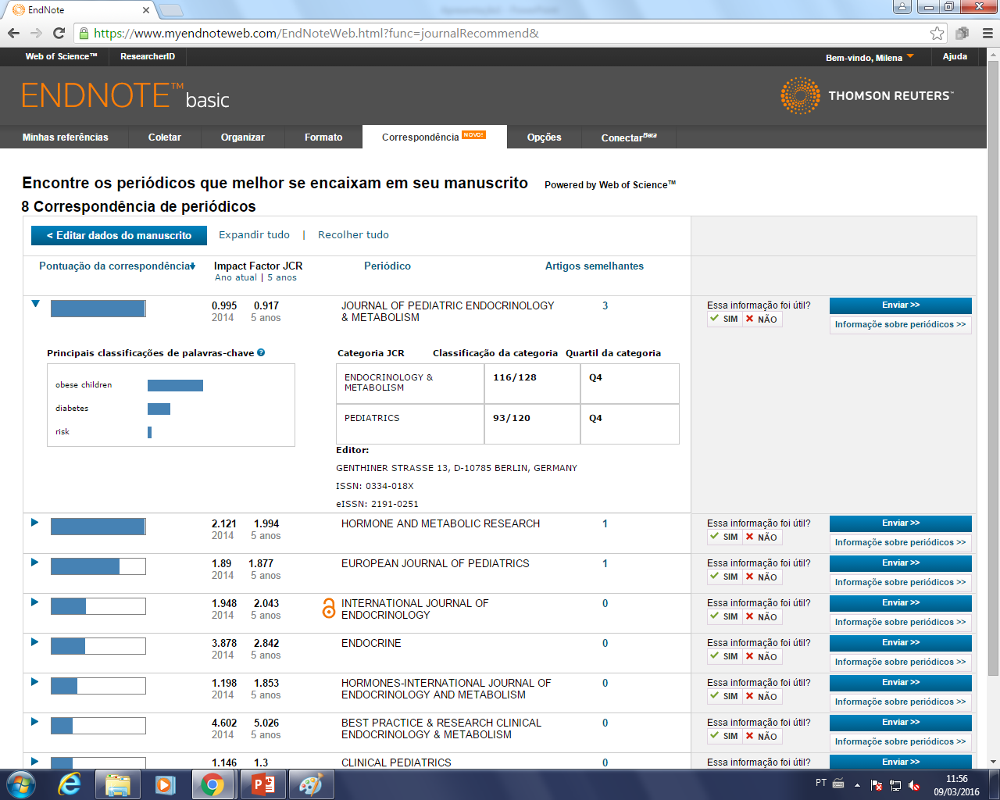 EndNote
https://www.myendnoteweb.com/EndNoteWeb.html?func=journalRecommend&
Web of Science™ ResearcherID Bem-vindo, Milena Ajuda
ENDNOTE™ basic THOMSON REUTERS™
Minhas referências Coletar Organizar Formato Correspondência NOVO! Opções Conectar Beta
Encontre os periódicos que melhor se encaixam em seu manuscrito Powered by Web of Science™
8 Correspondência de periódicos
< Editar dados do manuscrito Expandir tudo | Recolher tudo
Pontuação da correspondência Impact Factor JCR Periódico Artigos semelhantes
Ano atual | 5 anos
0.995 0.917 JOURNAL OF PEDIATRIC ENDOCRINOLOGY 3 Essa informação foi útil? Enviar >>
2014 5 anos & METABOLISM SIM NÃO Informaçõe sobre periódicos >>
Principais classificações de palavras-chave ? Categoria JCR Classificação da categoria Quartil da categoria
obese children ENDOCRINOLOGY & 116/128 Q4
METABOLISM
diabetes PEDIATRICS 93/120 Q4
risk
Editor:
GENTHINER STRASSE 13, D-10785 BERLIN, GERMANY
ISSN: 0334-018X
eISSN: 2191-0251
2.121 1.994 HORMONE AND METABOLIC RESEARCH 1 Essa informação foi útil? Enviar >>
2014 5 anos SIM NÃO Informaçõe sobre periódicos >>
1.89 1.877 EUROPEAN JOURNAL OF PEDIATRICS 1 Essa informação foi útil? Enviar >>
2014 5 anos SIM NÃO Informaçõe sobre periódicos >>
1.948 2.043 INTERNATIONAL JOURNAL OF 0 Essa informação foi útil? Enviar >>
2014 5 anos ENDOCRINOLOGY SIM NÃO Informaçõe sobre periódicos >>
3.878 2.842 ENDOCRINE 0 Essa informação foi útil? Enviar >>
2014 5 anos SIM NÃO Informaçõe sobre periódicos >>
1.198 1.853 HORMONES-INTERNATIONAL JOURNAL OF 0 Essa informação foi útil? Enviar >>
2014 5 anos ENDOCRINOLOGY AND METABOLISM SIM NÃO Informaçõe sobre periódicos >>
4.602 5.026 BEST PRACTICE & RESEARCH CLINICAL 0 Essa informação foi útil? Enviar >>
2014 5 anos ENDOCRINOLOGY & METABOLISM SIM NÃO Informaçõe sobre periódicos >>
1.146 1.3 CLINICAL PEDIATRICS 0 Essa informação foi útil? Enviar >>
PT 11:56
09/03/2016